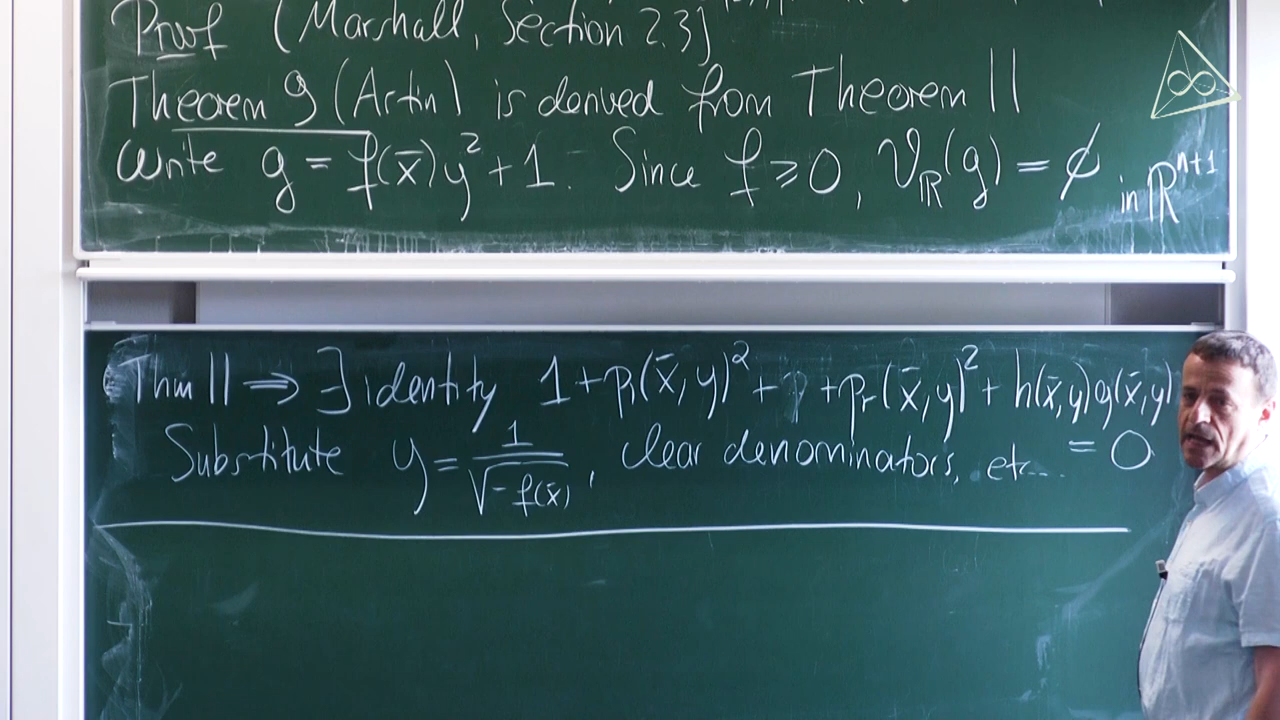 Proof (Marshall, Section 2.3)
Theorem 9 (Artin) is derived from Theorem 11
Write g = f(x̄)y² + 1. Since f ≥ 0, 𝒱_ℝ(g) = ∅ in ℝⁿ⁺¹
Thm 11 ⇒ ∃ identity 1 + p₁(x̄, y)² + + pᵣ(x̄, y)² + h(x̄, y)g(x̄, y) = 0
Substitute y = 1/√-f(x̄), clear denominators, etc...